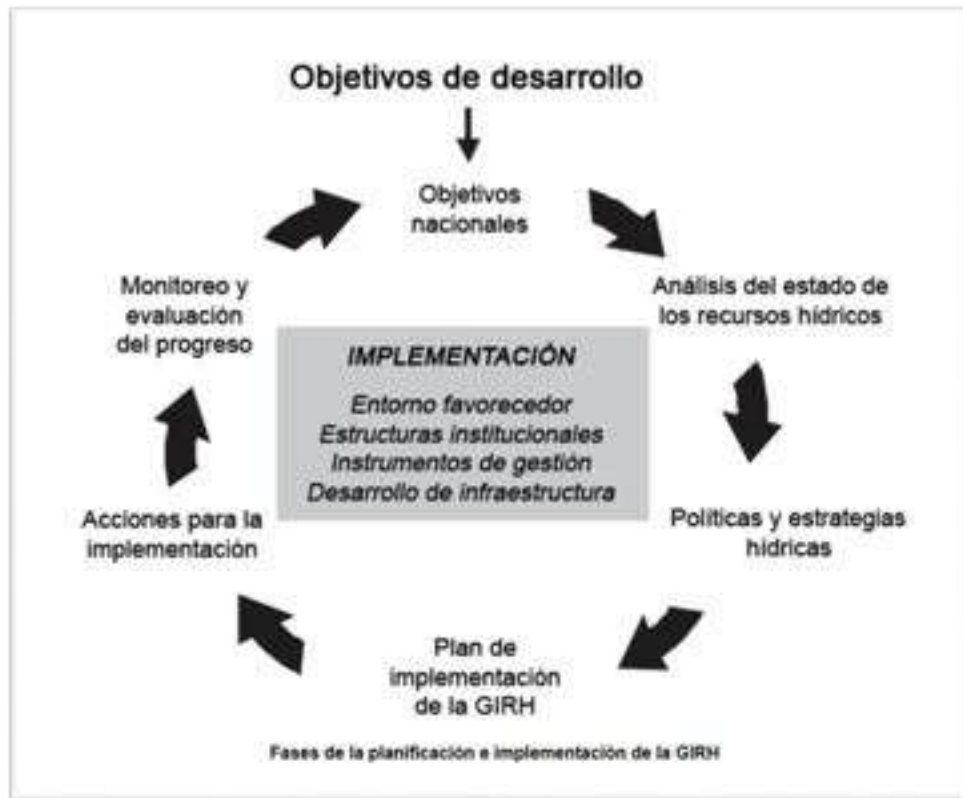 Objetivos de desarrollo
Objetivos
nacionales
Análisis del estado de
los recursos hídricos
Políticas y estrategias
hídricas
Plan de
implementación
de la GIRH
Acciones para la
implementación
Monitoreo y
evaluación
del progreso
IMPLEMENTACIÓN
Entorno favorecedor
Estructuras institucionales
Instrumentos de gestión
Desarrollo de infraestructura
Fases de la planificación e implementación de la GIRH